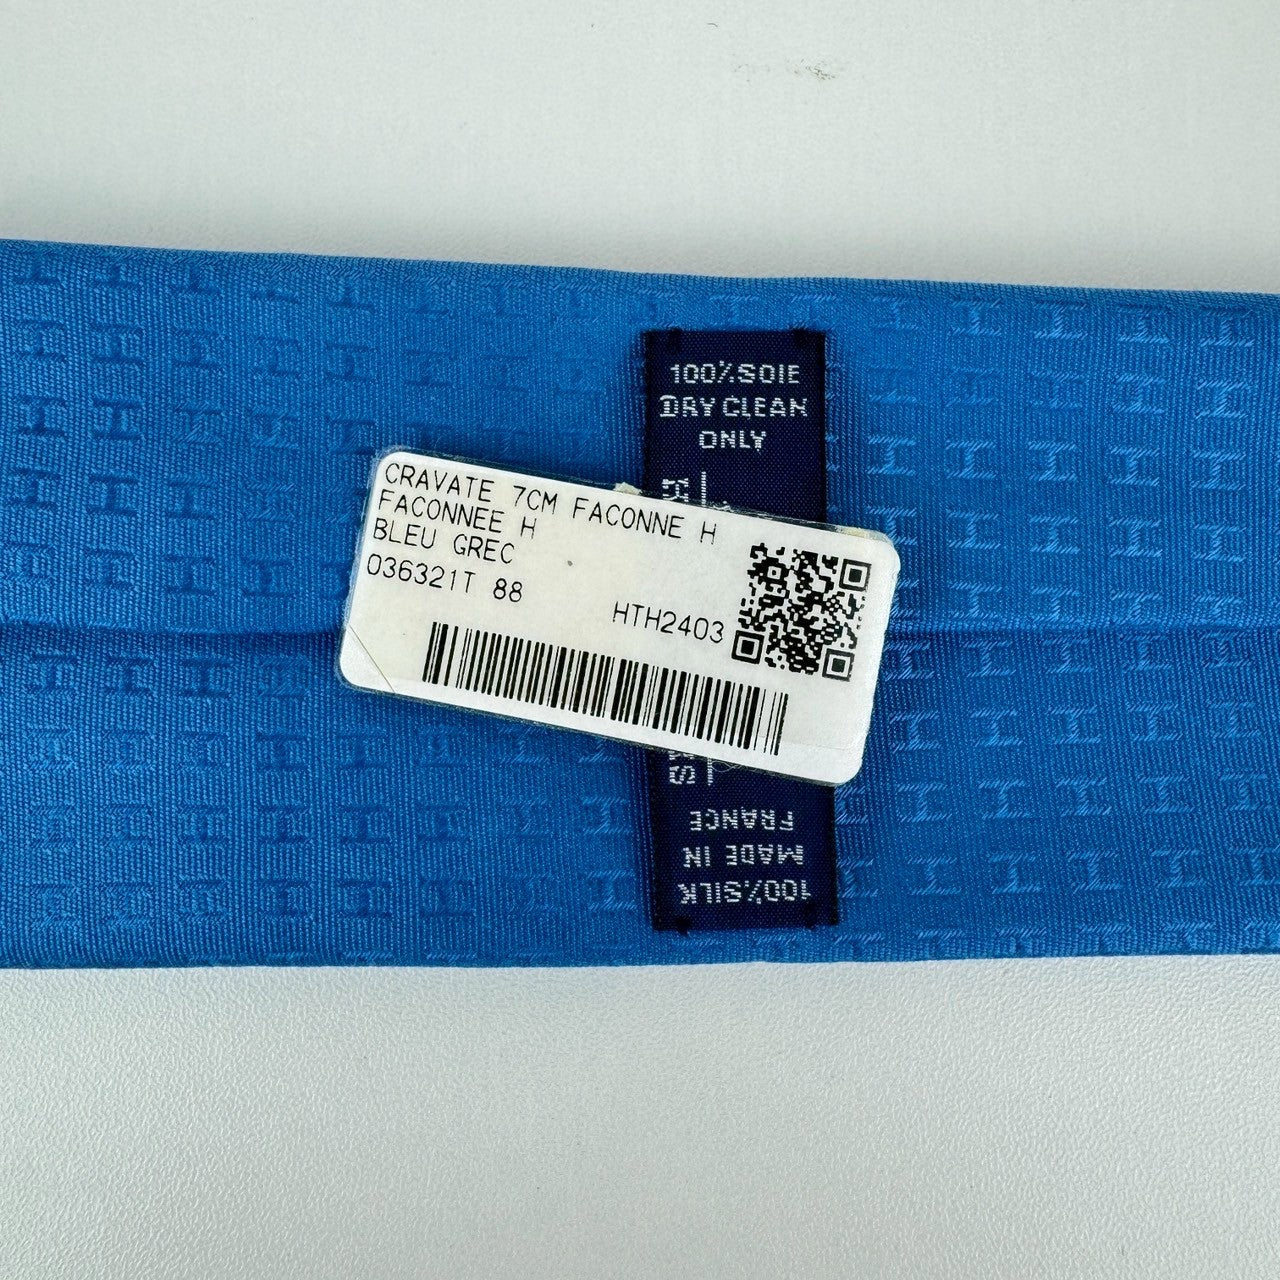 100%SOIE
DRY CLEAN
ONLY
CRAVATE 7CM FACONNE H
FACONNEE H
BLEU GREC
036321T 88
HTH2403
FRANCE
MADE IN
100%SILK